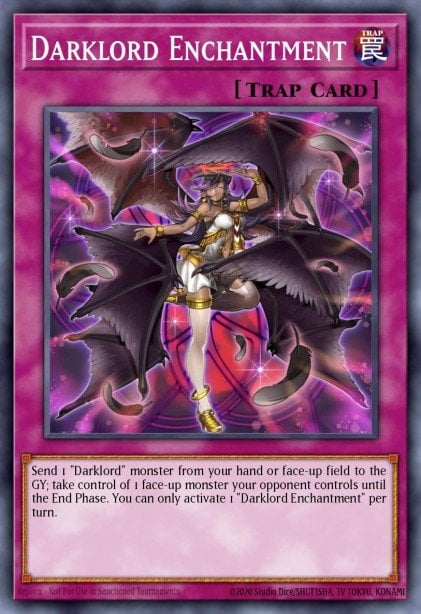 Darklord Enchantment
TRAP
罠
[Trap Card]
Send 1 "Darklord" monster from your hand or face-up field to the
GY; take control of 1 face-up monster your opponent controls until
the End Phase. You can only activate 1 "Darklord Enchantment" per
turn.
Replica - Not For Use in Sanctioned Tournaments
©2020 Studio Dice/SHUEISHA, TV TOKYO, KONAMI